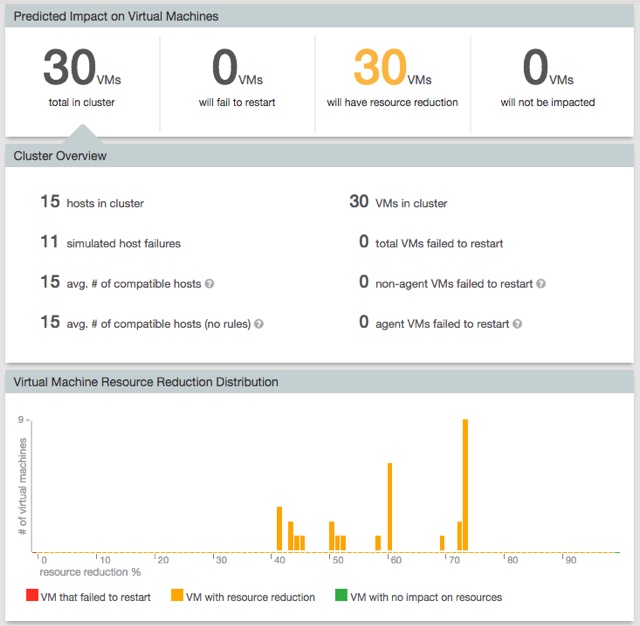 Predicted Impact on Virtual Machines
30 VMs
total in cluster
0 VMs
will fail to restart
30 VMs
will have resource reduction
0 VMs
will not be impacted
Cluster Overview
15 hosts in cluster
30 VMs in cluster
11 simulated host failures
0 total VMs failed to restart
15 avg. # of compatible hosts ?
0 non-agent VMs failed to restart ?
15 avg. # of compatible hosts (no rules) ?
0 agent VMs failed to restart ?
Virtual Machine Resource Reduction Distribution
9
# of virtual machines
0 10 20 30 40 50 60 70 80 90
resource reduction %
VM that failed to restart
VM with resource reduction
VM with no impact on resources